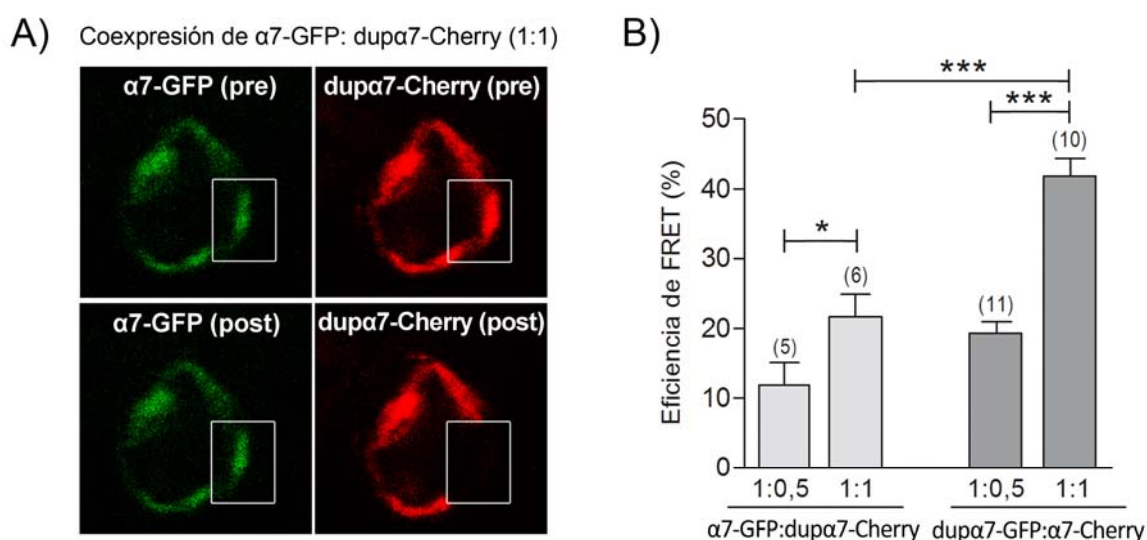 A)
Coexpresión de α7-GFP: dupα7-Cherry (1:1)
α7-GFP (pre)
dupα7-Cherry (pre)
α7-GFP (post)
dupα7-Cherry (post)
B)
***
***
*
Eficiencia de FRET (%)
50
40
30
20
10
0
(5)
(6)
(11)
(10)
1:0,5
1:1
1:0,5
1:1
α7-GFP:dupα7-Cherry
dupα7-GFP:α7-Cherry